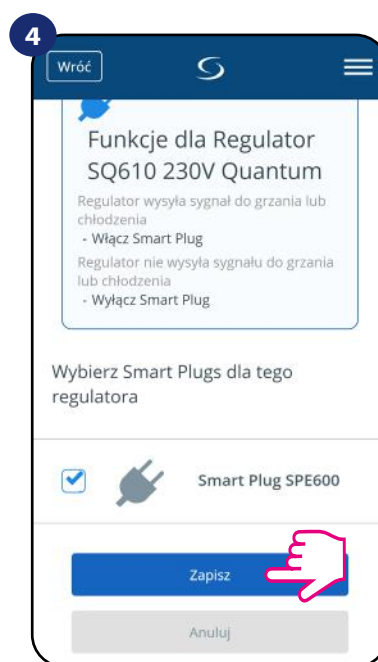 4
Wróć
Funkcje dla Regulator
SQ610 230V Quantum
Regulator wysyła sygnał do grzania lub
chłodzenia
- Włącz Smart Plug
Regulator nie wysyła sygnału do grzania
lub chłodzenia
- Wyłącz Smart Plug
Wybierz Smart Plugs dla tego
regulatora
Smart Plug SPE600
Zapisz
Anuluj